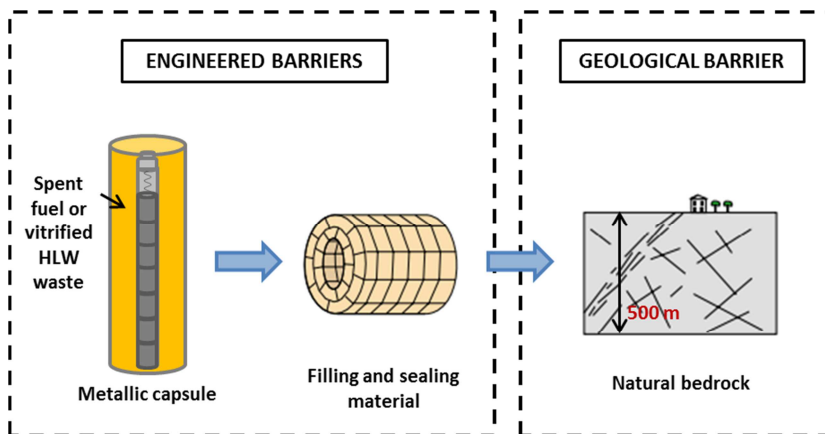 ENGINEERED BARRIERS
GEOLOGICAL BARRIER
Spent
fuel or
vitrified
HLW
waste
500 m
Metallic capsule
Filling and sealing
material
Natural bedrock